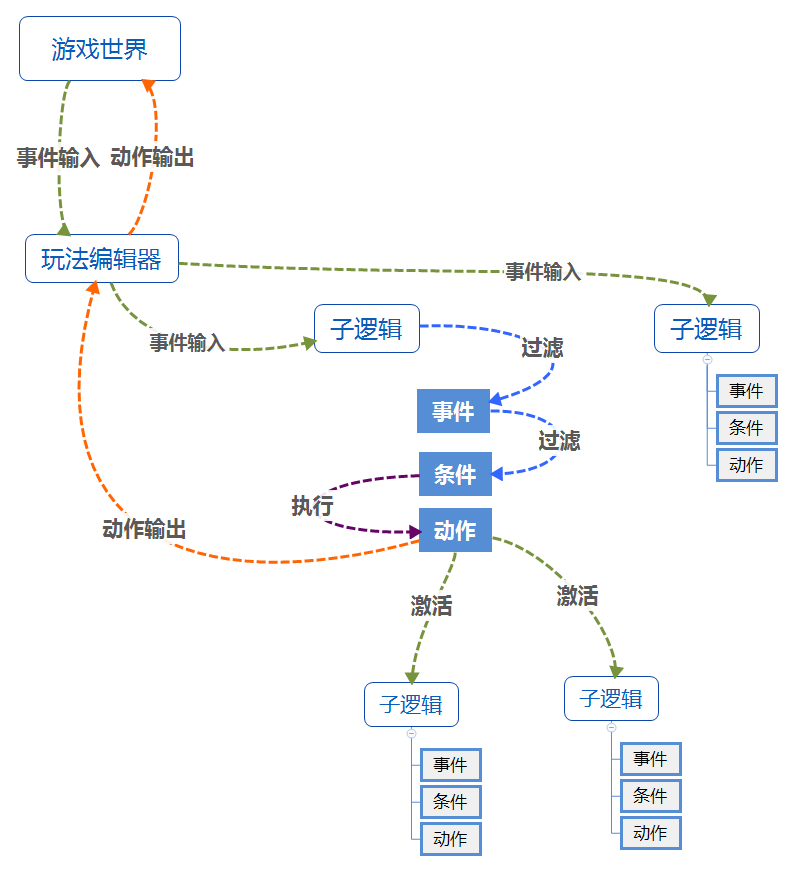 游戏世界
事件输入 动作输出
玩法编辑器
事件输入
事件输入
子逻辑
子逻辑
过滤
事件
条件
动作
事件
过滤
条件
执行
动作
动作输出
激活
激活
子逻辑
子逻辑
事件
条件
动作
事件
条件
动作